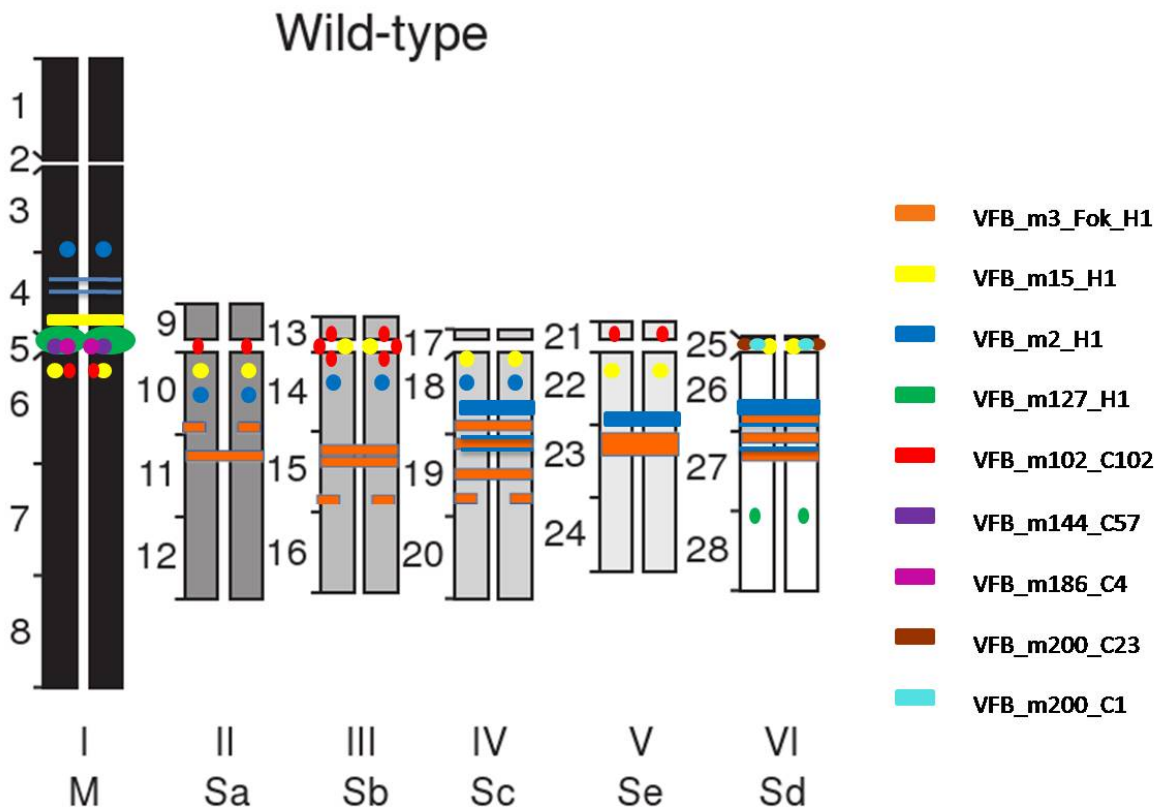 Wild-type
1
2
3
4
5
6
7
8
9
10
11
12
13
14
15
16
17
18
19
20
21
22
23
24
25
26
27
28
VFB_m3_Fok_H1
VFB_m15_H1
VFB_m2_H1
VFB_m127_H1
VFB_m102_C102
VFB_m144_C57
VFB_m186_C4
VFB_m200_C23
VFB_m200_C1
I II III IV V VI
M Sa Sb Sc Se Sd